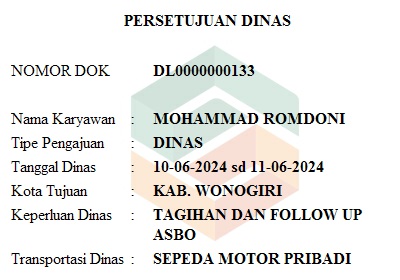 PERSETUJUAN DINAS
NOMOR DOK DL0000000133
Nama Karyawan : MOHAMMAD ROMDONI
Tipe Pengajuan : DINAS
Tanggal Dinas : 10-06-2024 sd 11-06-2024
Kota Tujuan : KAB. WONOGIRI
Keperluan Dinas : TAGIHAN DAN FOLLOW UP
ASBO
Transportasi Dinas : SEPEDA MOTOR PRIBADI